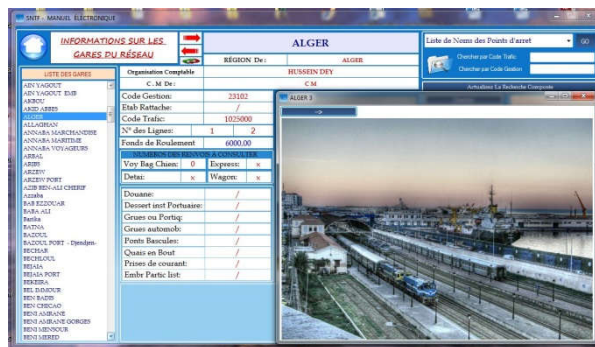 SNTF - MANUEL ÉLECTRONIQUE
INFORMATIONS SUR LES
GARES DU RÉSEAU
ALGER
RÉGION De : ALGER
Liste de Noms des Points d'arret
GO
Chercher par Code Trafic
Chercher par Code Gestion
Actualiser La Recherche Composte
LISTE DES GARES
AIN YAGOUT
AIN YAGOUT EMB
AKBOU
AKID ABBES
ALGER
ALLAGHAN
ANNABA MARCHANDISE
ANNABA MARITIME
ANNABA VOYAGEURS
ARBAL
ARIBS
ARZEW
ARZEW PORT
AZIB BEN-ALI CHERIF
Azzaba
BAB EZZOUAR
BABA ALI
Barika
BATNA
BAZOUL
BAZOUL PORT - Djendjen-
BECHAR
BECHLOUL
BEJAIA
BEJAIA PORT
BEKEIRA
BEL IMMOUR
BEN BADIS
BEN CHICAO
BENI AMRANE
BENI AMRANE GORGES
BENI MENSOUR
BENI MERED
Organisation Comptable HUSSEIN DEY
C . M De : C M
Code Gestion: 23102
Etab Rattache: /
Code Trafic: 1025000
N° des Lignes: 1 2
Fonds de Roulement 6000,00
NUMEROS DES RENVOIS A CONSULTER
Voy Bag Chien: 0 Express: x
Detai: x Wagon: x
Douane: /
Dessert inst Portuaire: /
Grues ou Portiq: /
Grues automob: /
Ponts Bascules: /
Quais en Bout /
Prises de courant: /
Embr Partic list: /
ALGER 3
->